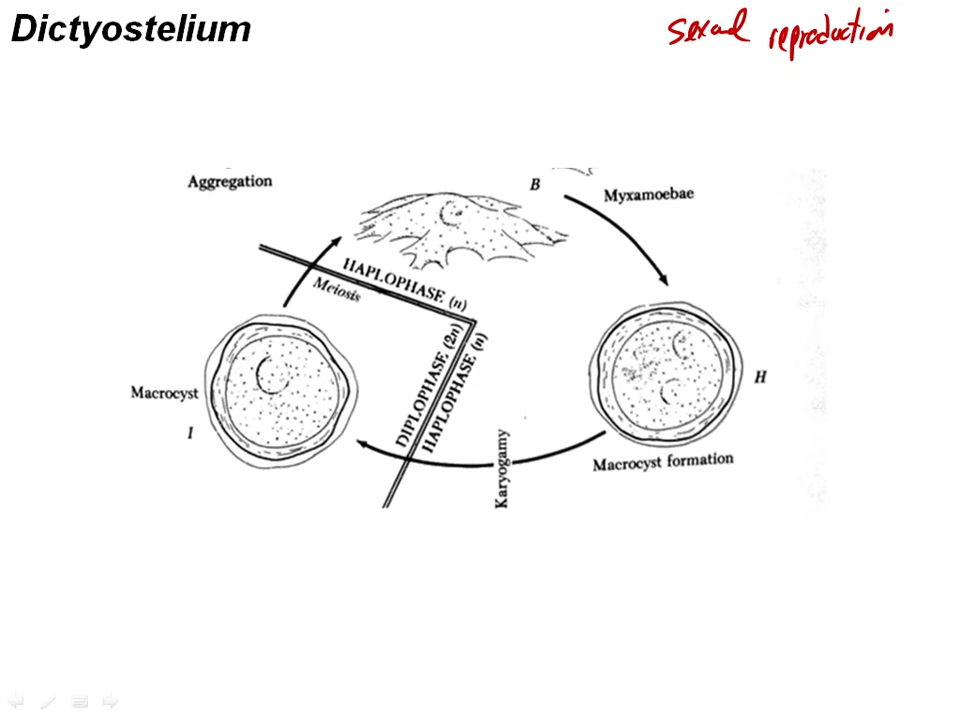 Dictyostelium
sexual reproduction
Aggregation
B
Myxamoebae
HAPLOPHASE (n)
Meiosis
DIPLOPHASE (2n)
HAPLOPHASE (n)
Macrocyst
I
H
Karyogamy
Macrocyst formation